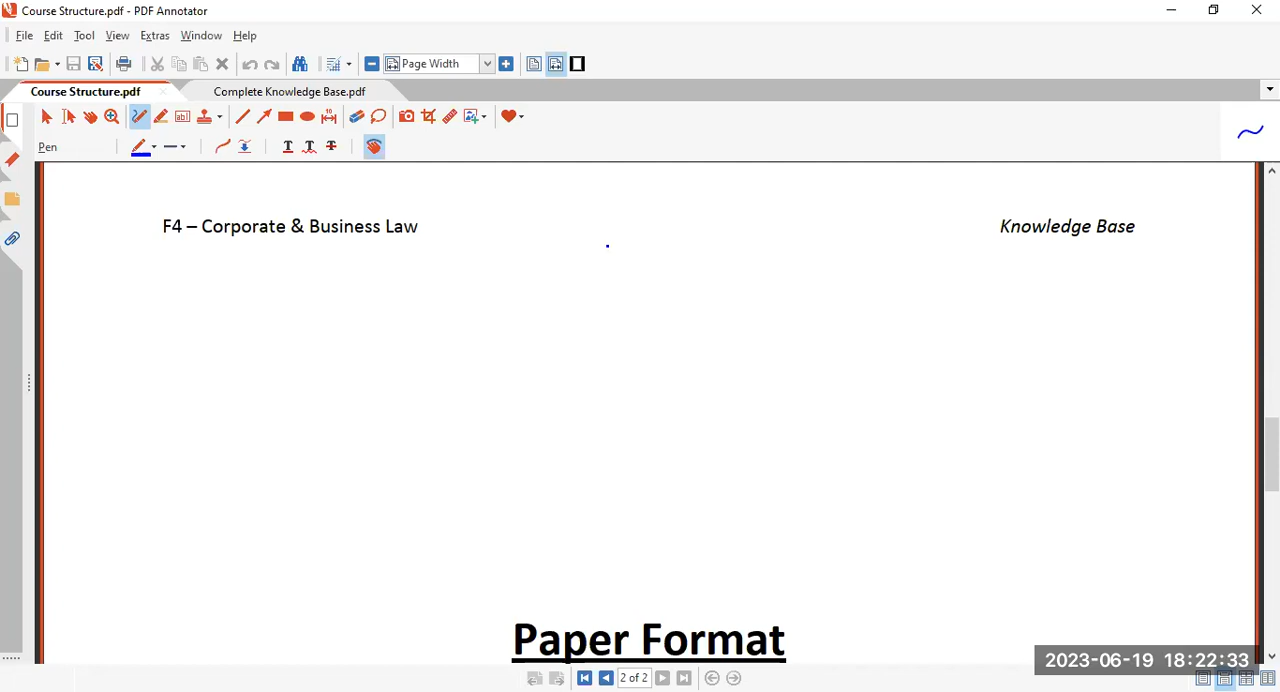 Course Structure.pdf - PDF Annotator
File Edit Tool View Extras Window Help
Page Width
Course Structure.pdf
Complete Knowledge Base.pdf
Pen
F4 – Corporate & Business Law
Knowledge Base
Paper Format
2023-06-19 18:22:33
2 of 2